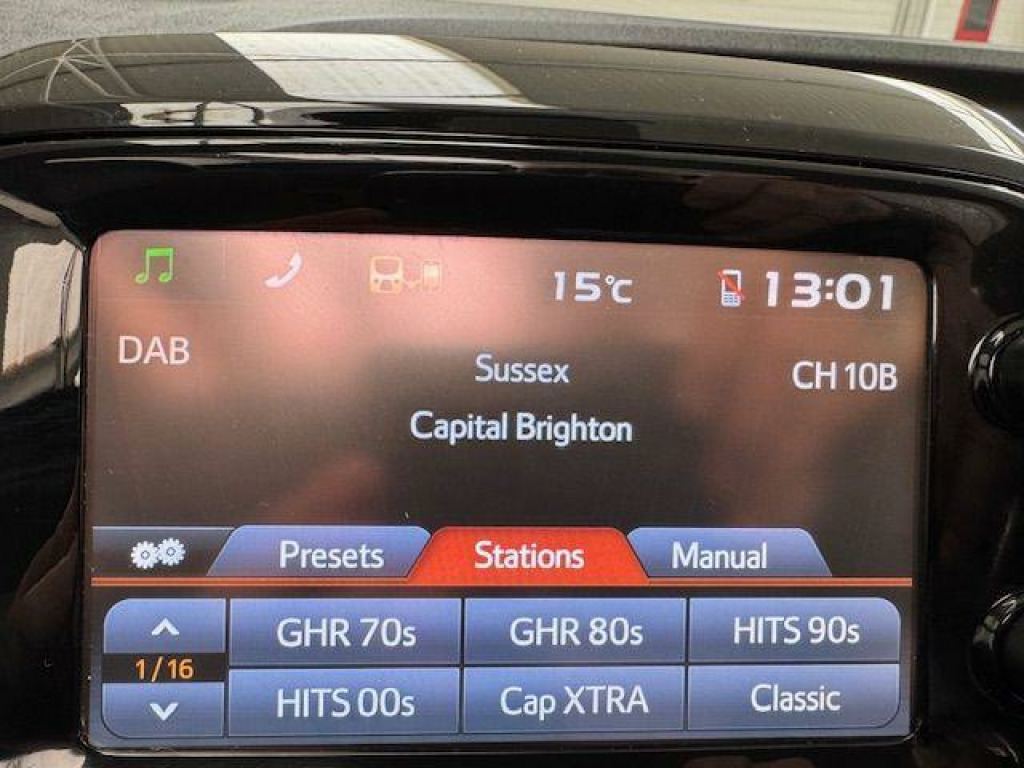 15°C 13:01
DAB
Sussex
CH 10B
Capital Brighton
Presets Stations Manual
GHR 70s GHR 80s HITS 90s
1/16
HITS 00s Cap XTRA Classic